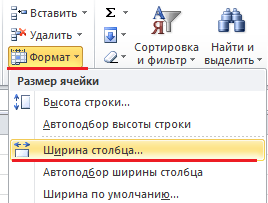 Вставить
Удалить
Формат
Σ
Сортировка
и фильтр
Найти и
выделить
Размер ячейки
Высота строки...
Автоподбор высоты строки
Ширина столбца...
Автоподбор ширины столбца
Ширина по умолчанию...